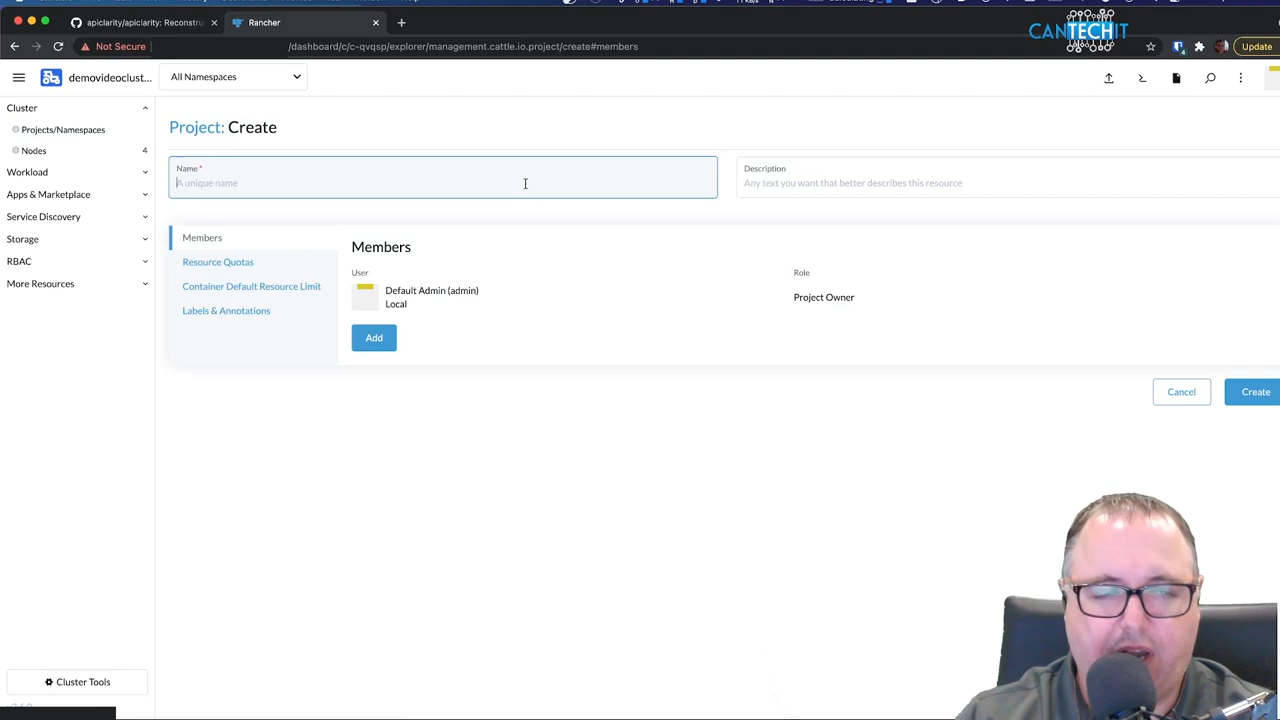 apiclarity/apiclarity: Reconstru
Rancher
CANTECHIT
Not Secure
/dashboard/c/c-qvqsp/explorer/management.cattle.io.project/create#members
Update
demovideoclust...
All Namespaces
Cluster
Projects/Namespaces
Nodes
4
Workload
Apps & Marketplace
Service Discovery
Storage
RBAC
More Resources
Project: Create
Name *
A unique name
Description
Any text you want that better describes this resource
Members
Resource Quotas
Container Default Resource Limit
Labels & Annotations
Members
User
Role
Default Admin (admin)
Local
Project Owner
Add
Cancel
Create
Cluster Tools